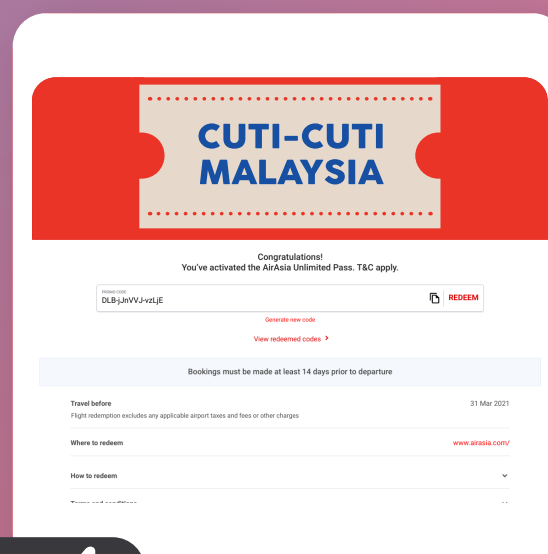 CUTI-CUTI
MALAYSIA
Congratulations!
You've activated the AirAsia Unlimited Pass. T&C apply.
PROMO CODE
DLB-jJnVVJ-vzLjE
REDEEM
Generate new code
View redeemed codes >
Bookings must be made at least 14 days prior to departure
Travel before 31 Mar 2021
Flight redemption excludes any applicable airport taxes and fees or other charges
Where to redeem www.airasia.com/
How to redeem
Terms and conditions